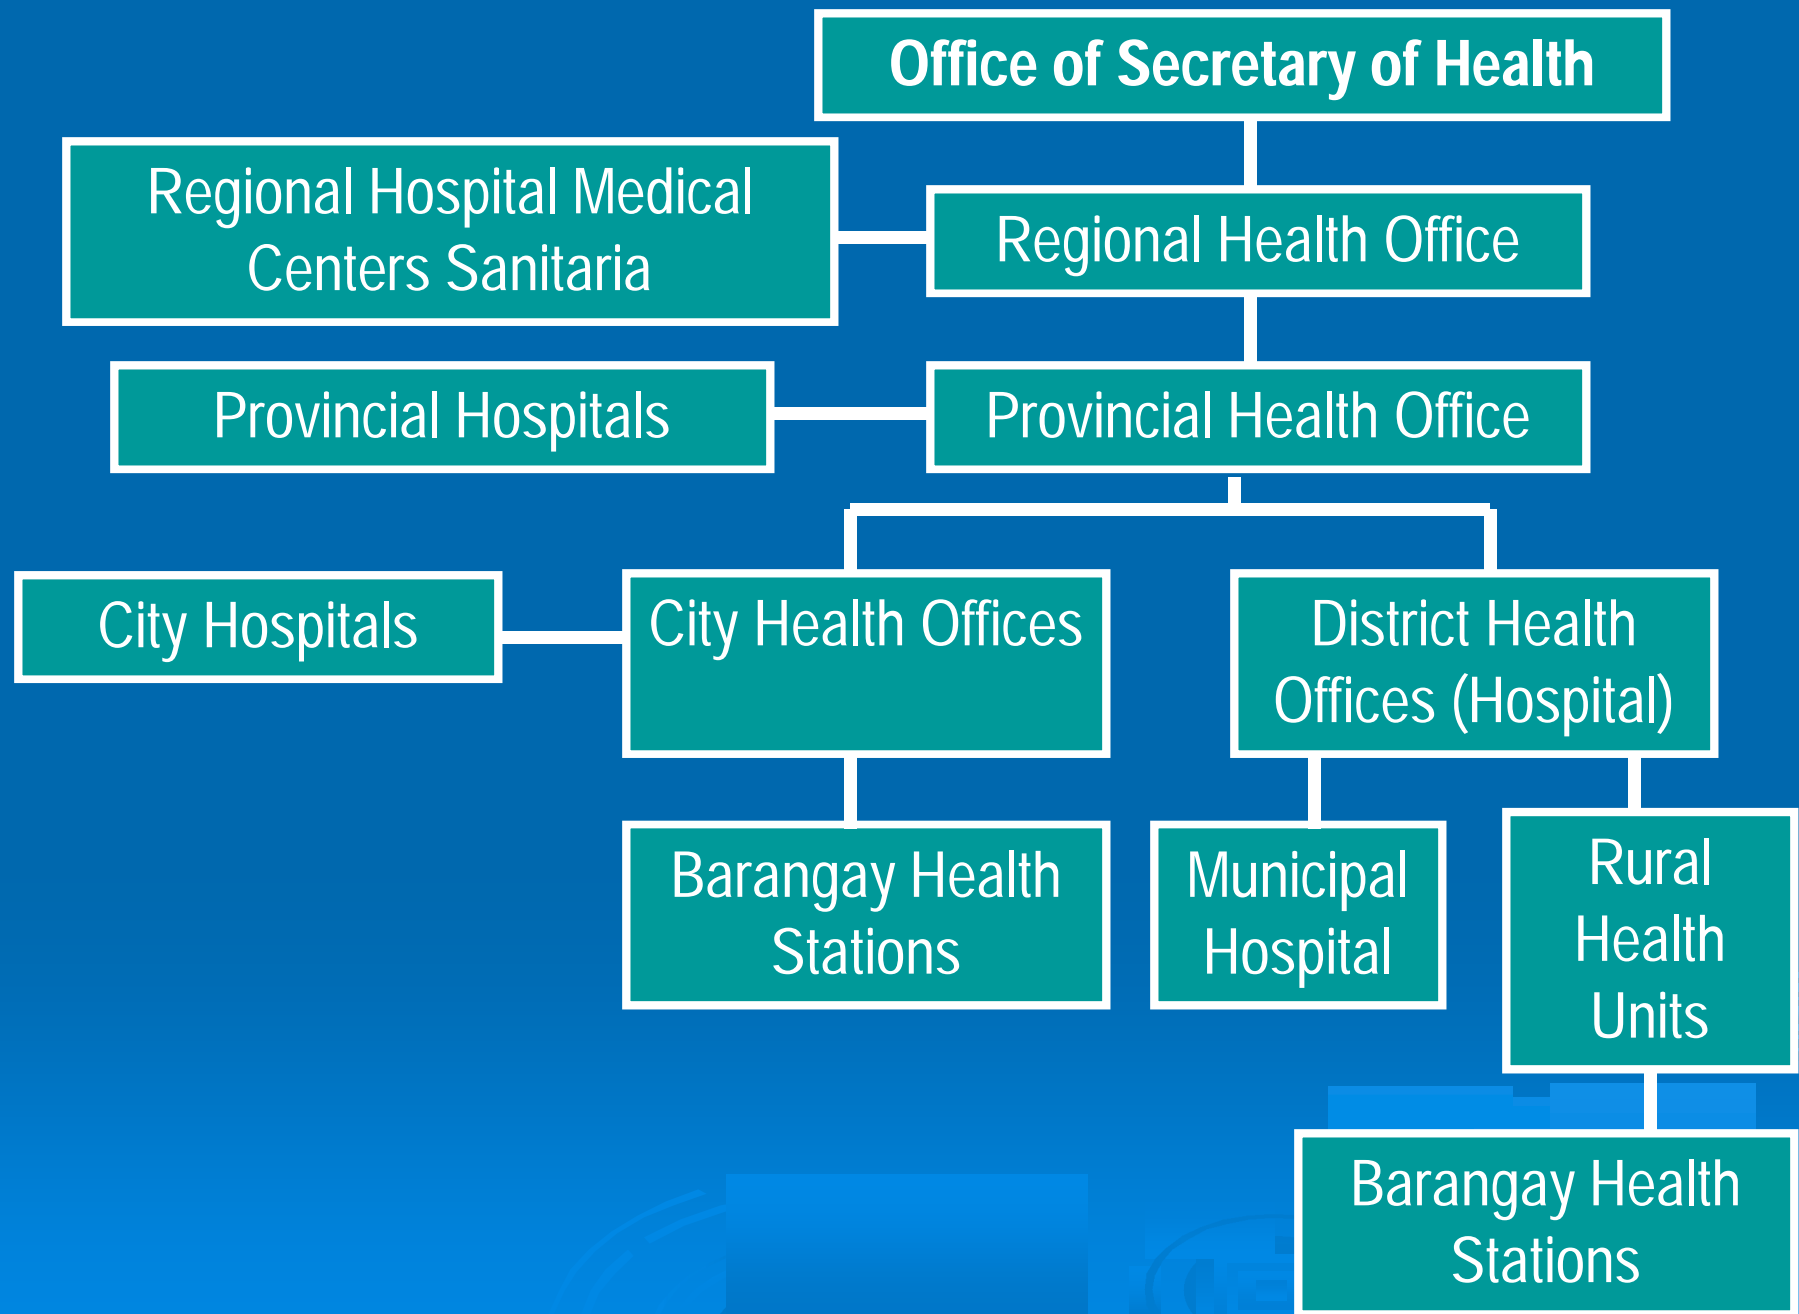 Office of Secretary of Health
Regional Hospital Medical
Centers Sanitaria
Regional Health Office
Provincial Hospitals
Provincial Health Office
City Hospitals
City Health Offices
District Health
Offices (Hospital)
Barangay Health
Stations
Municipal
Hospital
Rural
Health
Units
Barangay Health
Stations